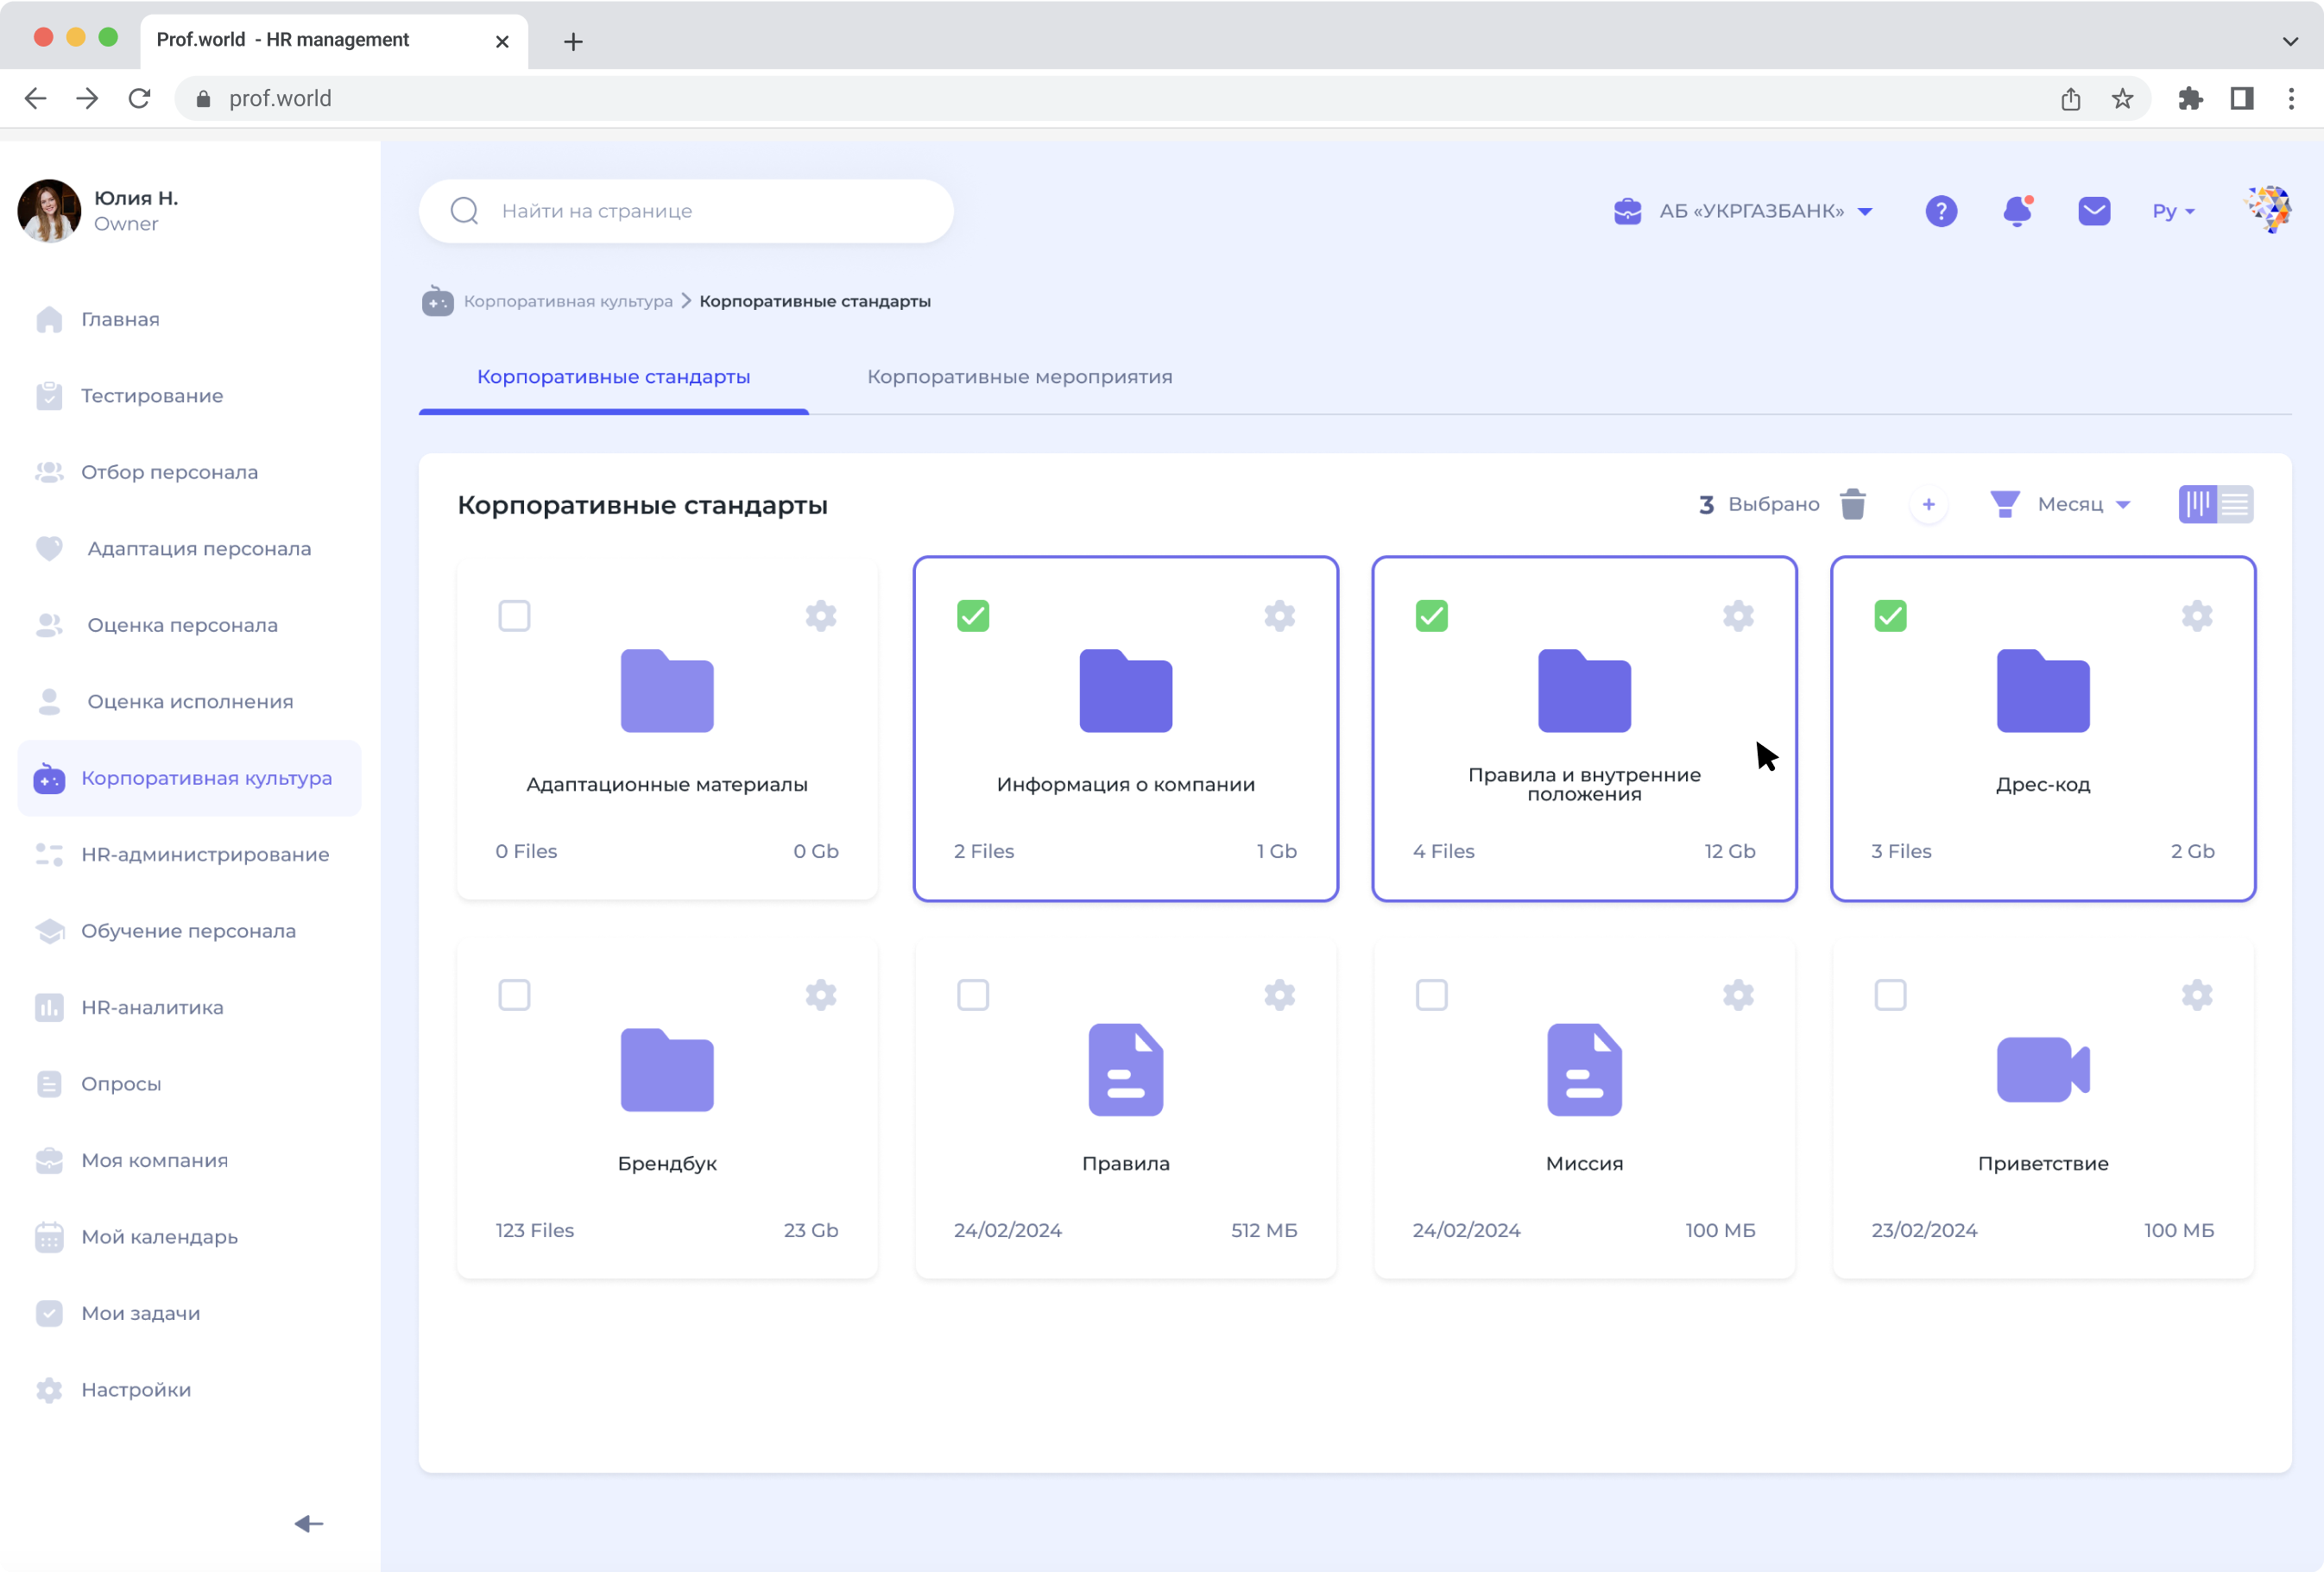 Prof.world - HR management
prof.world
Юлия Н.
Owner
Найти на странице
АБ «УКРГАЗБАНК»
?
Ру
Корпоративная культура
Корпоративные стандарты
Корпоративные стандарты
Корпоративные мероприятия
Главная
Тестирование
Отбор персонала
Адаптация персонала
Оценка персонала
Оценка исполнения
Корпоративная культура
HR-администрирование
Обучение персонала
HR-аналитика
Опросы
Моя компания
Мой календарь
Мои задачи
Настройки
Корпоративные стандарты
3 Выбрано
Месяц
Адаптационные материалы
0 Files
0 Gb
Информация о компании
2 Files
1 Gb
Правила и внутренние
положения
4 Files
12 Gb
Дрес-код
3 Files
2 Gb
Брендбук
123 Files
23 Gb
Правила
24/02/2024
512 МБ
Миссия
24/02/2024
100 МБ
Приветствие
23/02/2024
100 МБ